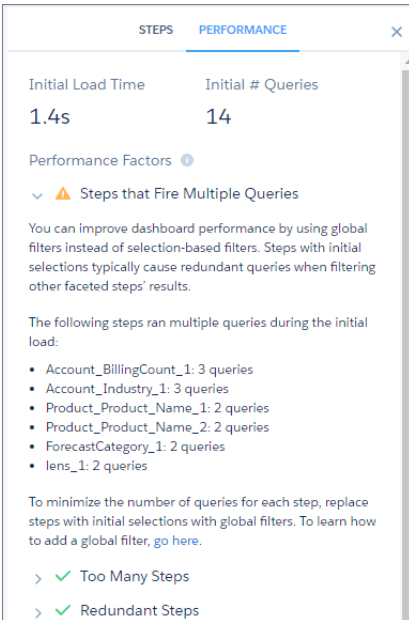 STEPS PERFORMANCE
Initial Load Time Initial # Queries
1.4s 14
Performance Factors
Steps that Fire Multiple Queries
You can improve dashboard performance by using global
filters instead of selection-based filters. Steps with initial
selections typically cause redundant queries when filtering
other faceted steps' results.
The following steps ran multiple queries during the initial
load:
• Account_BillingCount_1: 3 queries
• Account_Industry_1: 3 queries
• Product_Product_Name_1: 2 queries
• Product_Product_Name_2: 2 queries
• ForecastCategory_1: 2 queries
• lens_1: 2 queries
To minimize the number of queries for each step, replace
steps with initial selections with global filters. To learn how
to add a global filter, go here.
Too Many Steps
Redundant Steps